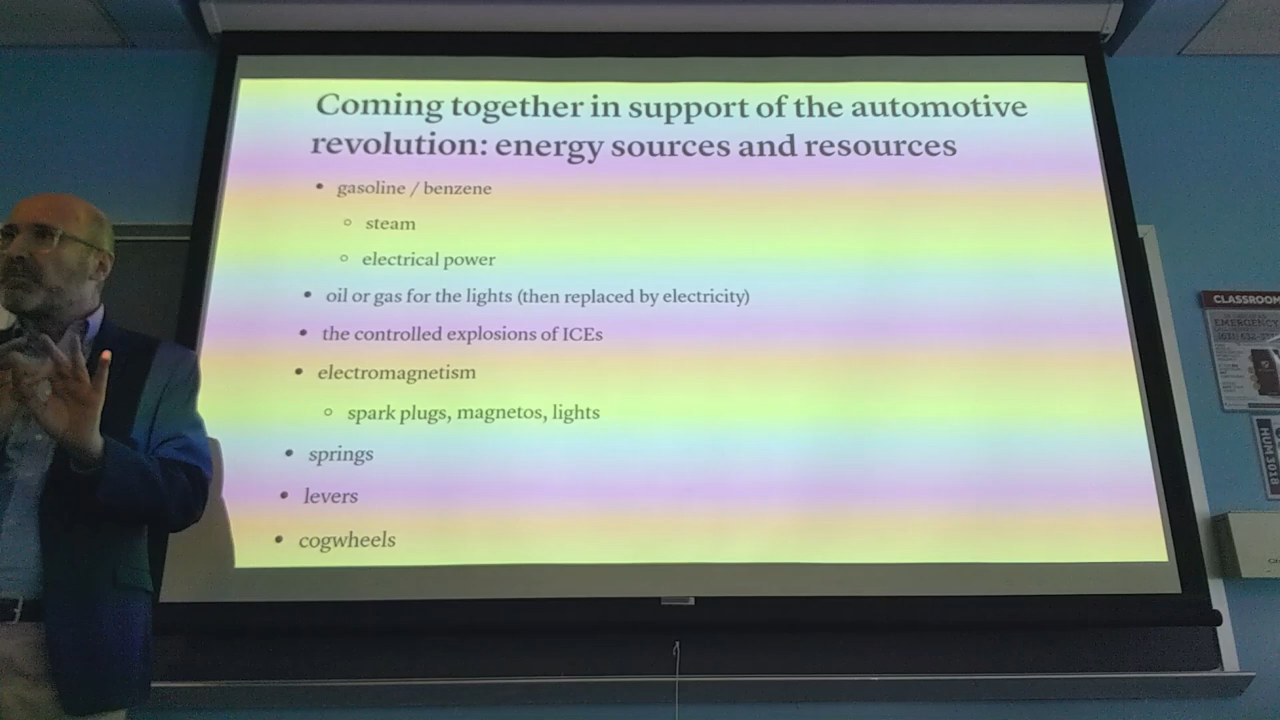 Coming together in support of the automotive
revolution: energy sources and resources
• gasoline / benzene
○ steam
○ electrical power
• oil or gas for the lights (then replaced by electricity)
• the controlled explosions of ICEs
• electromagnetism
○ spark plugs, magnetos, lights
• springs
• levers
• cogwheels
CLASSROOM
EMERGENCY
HUM 3018